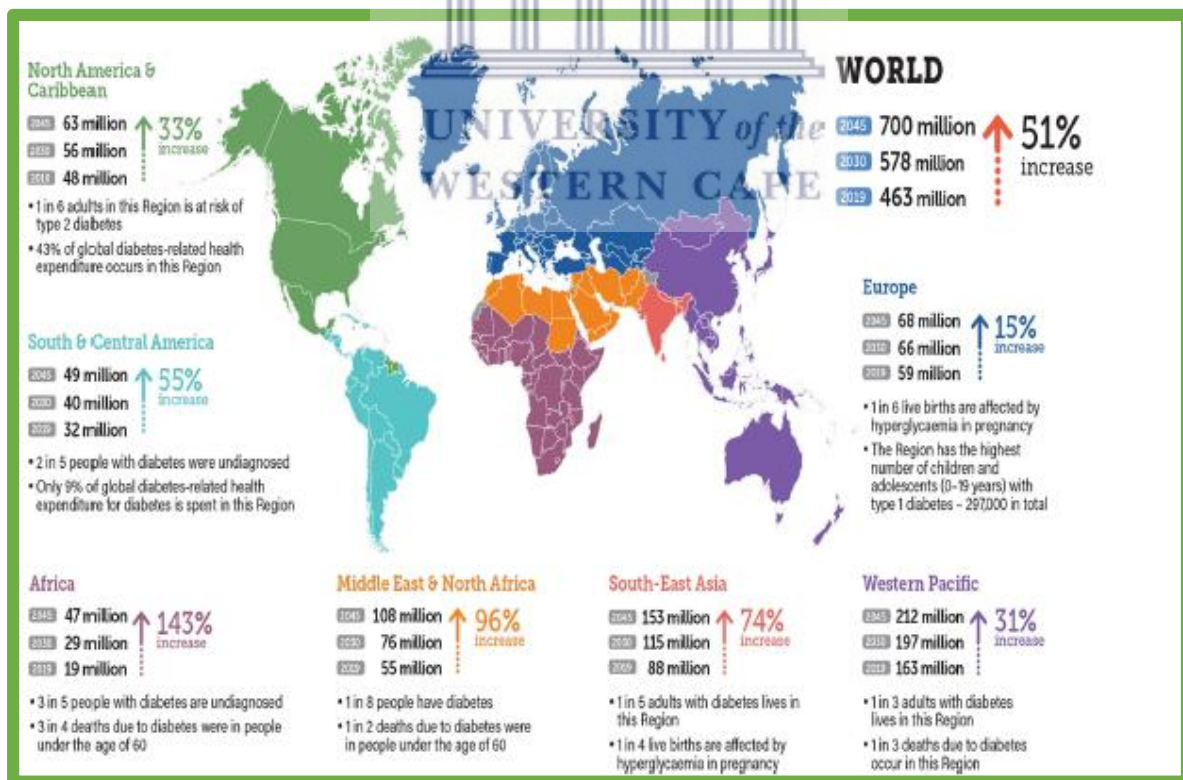 UNIVERSITY of the
WESTERN CAPE
WORLD
2045 700 million
2030 578 million
2019 463 million
51%
increase
North America &
Caribbean
2045 63 million
2030 56 million
2019 48 million
33%
increase
• 1 in 6 adults in this Region is at risk of
type 2 diabetes
• 43% of global diabetes-related health
expenditure occurs in this Region
Europe
2045 68 million
2030 66 million
2019 59 million
15%
increase
• 1 in 6 live births are affected by
hyperglycaemia in pregnancy
• The Region has the highest
number of children and
adolescents (0–19 years) with
type 1 diabetes – 297,000 in total
South & Central America
2045 49 million
2030 40 million
2019 32 million
55%
increase
• 2 in 5 people with diabetes were undiagnosed
• Only 9% of global diabetes-related health
expenditure for diabetes is spent in this Region
Africa
2045 47 million
2030 29 million
2019 19 million
143%
increase
• 3 in 5 people with diabetes are undiagnosed
• 3 in 4 deaths due to diabetes were in people
under the age of 60
Middle East & North Africa
2045 108 million
2030 76 million
2019 55 million
96%
increase
• 1 in 8 people have diabetes
• 1 in 2 deaths due to diabetes were
in people under the age of 60
South-East Asia
2045 153 million
2030 115 million
2019 88 million
74%
increase
• 1 in 5 adults with diabetes lives in
this Region
• 1 in 4 live births are affected by
hyperglycaemia in pregnancy
Western Pacific
2045 212 million
2030 197 million
2019 163 million
31%
increase
• 1 in 3 adults with diabetes
lives in this Region
• 1 in 3 deaths due to diabetes
occur in this Region